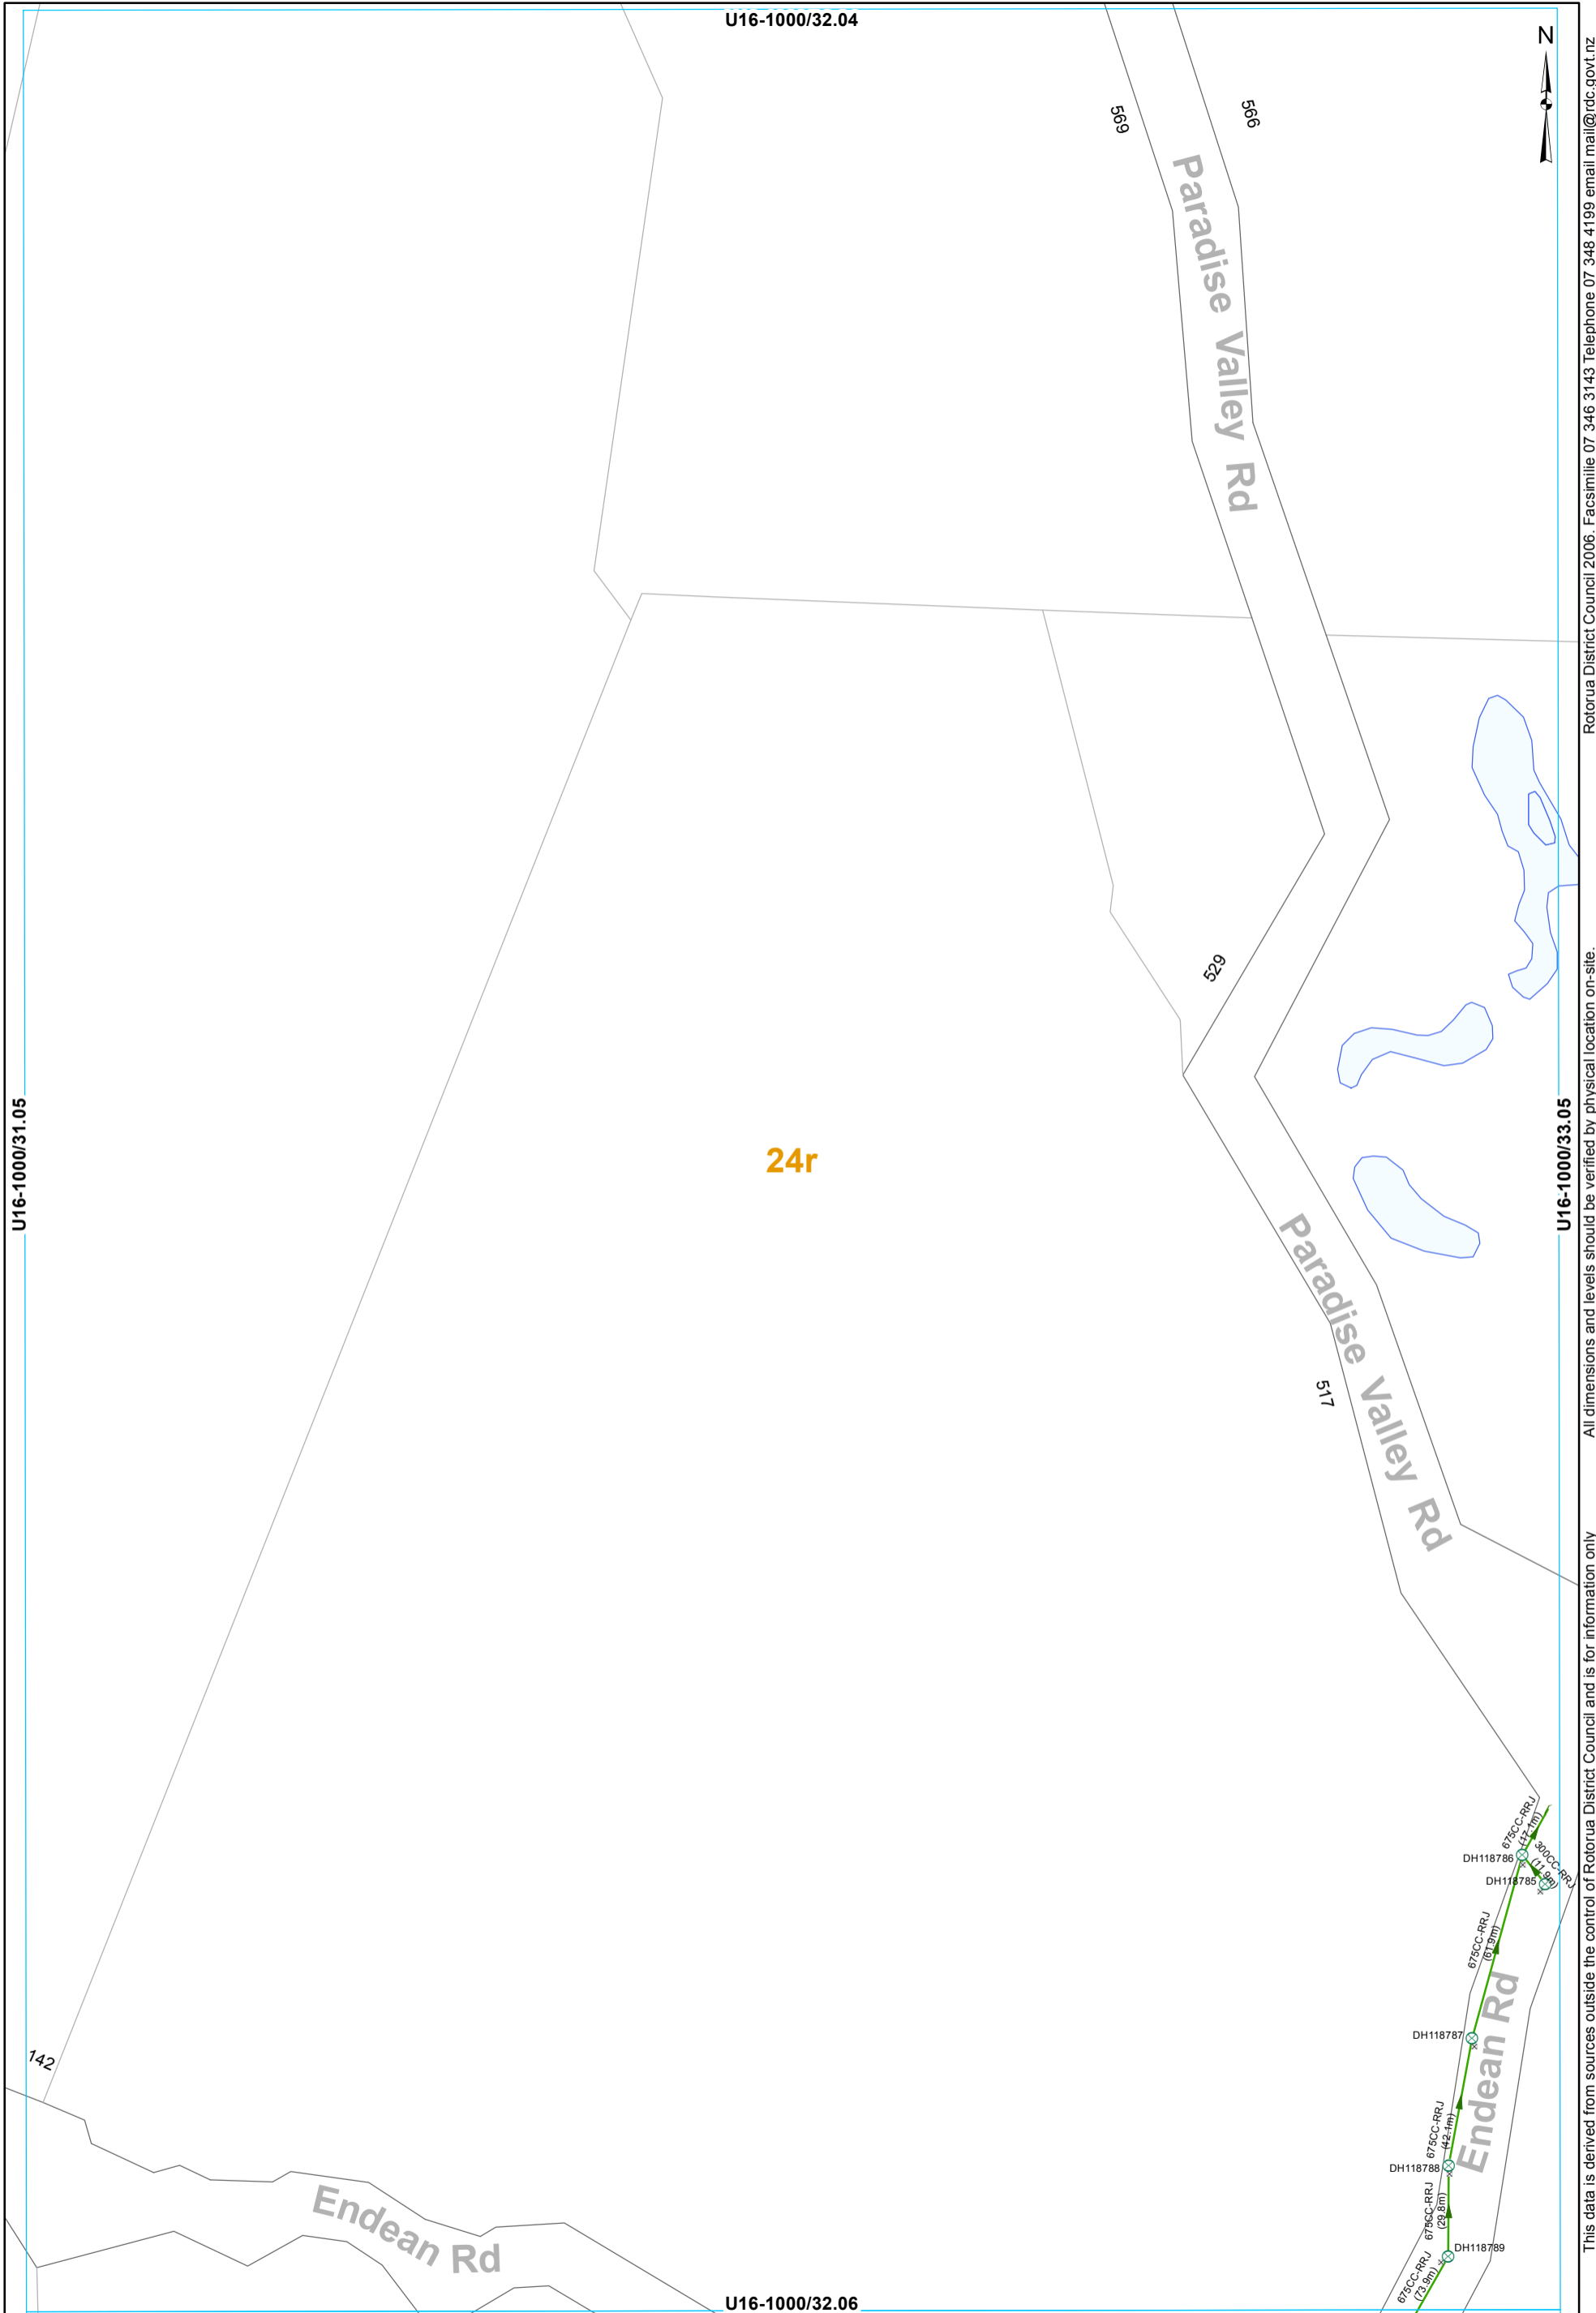 U16-1000/32.04
N
569
566
Paradise Valley Rd
529
U16-1000/31.05
24r
U16-1000/33.05
Paradise Valley Rd
517
675CC-RRJ
(17.1m)
DH118786
300CC-RRJ
(11.9m)
DH118785
675CC-RRJ
(61.9m)
Endean Rd
DH118787
142
675CC-RRJ
(42.1m)
DH118788
675CC-RRJ
(29.8m)
Endean Rd
DH118789
675CC-RRJ
(73.9m)
U16-1000/32.06
This data is derived from sources outside the control of Rotorua District Council and is for information only
All dimensions and levels should be verified by physical location on-site.
Rotorua District Council 2006. Facsimilie 07 346 3143 Telephone 07 348 4199 email mail@rdc.govt.nz